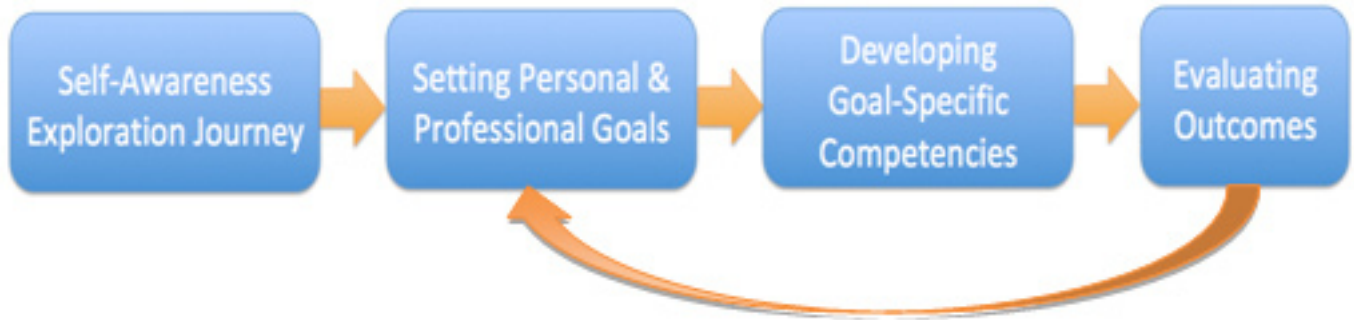 Self-Awareness
Exploration Journey
Setting Personal &
Professional Goals
Developing
Goal-Specific
Competencies
Evaluating
Outcomes